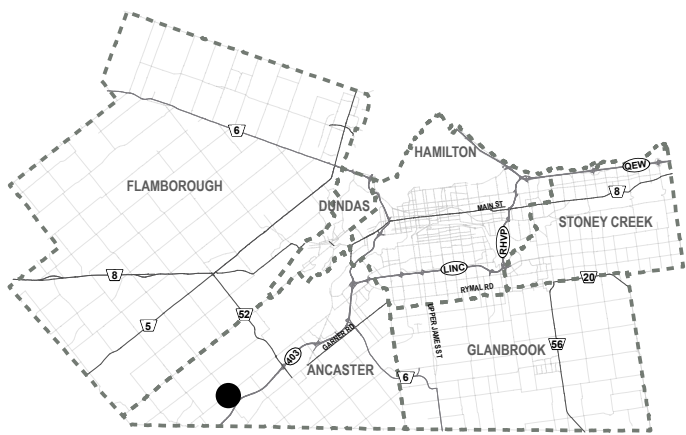 6
HAMILTON
QEW
FLAMBOROUGH
DUNDAS
MAIN ST
8
STONEY CREEK
RHVP
LINC
8
20
RYMAL RD
52
5
UPPER JAMES ST
GARNER RD
403
GLANBROOK
56
ANCASTER
6